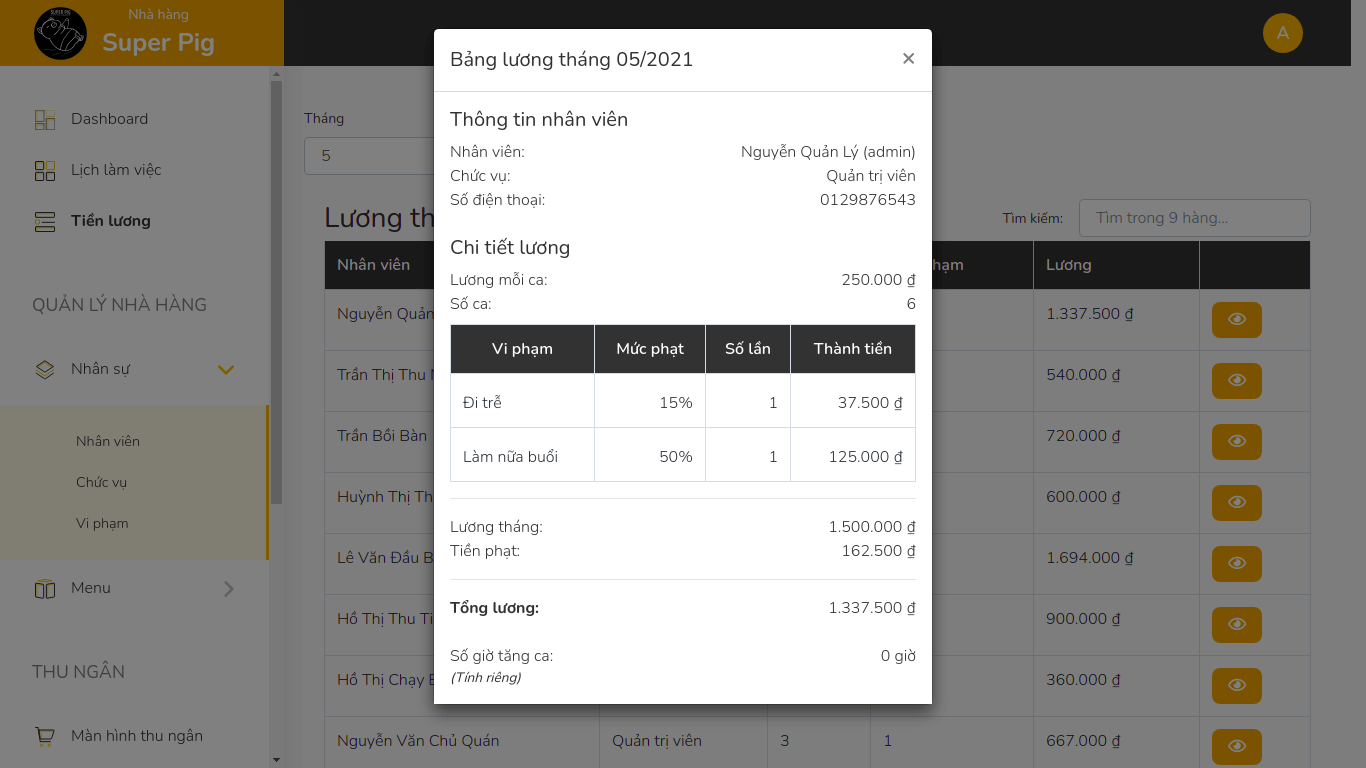 Nhà hàng
SUPER PIG
Super Pig
A
Dashboard
Lịch làm việc
Tiền lương
QUẢN LÝ NHÀ HÀNG
Nhân sự
Nhân viên
Chức vụ
Vi phạm
Menu
THU NGÂN
Màn hình thu ngân
Tháng
5
Lương th
Tìm kiếm: Tìm trong 9 hàng...
Nhân viên hạm Lương
Nguyễn Quản 1.337.500 ₫
Trần Thị Thu 540.000 ₫
Trần Bồi Bàn 720.000 ₫
Huỳnh Thị Th 600.000 ₫
Lê Văn Đầu B 1.694.000 ₫
Hồ Thị Thu Ti 900.000 ₫
Hồ Thị Chạy 360.000 ₫
Nguyễn Văn Chủ Quán Quản trị viên 3 1 667.000 ₫
Bảng lương tháng 05/2021 ×
Thông tin nhân viên
Nhân viên: Nguyễn Quản Lý (admin)
Chức vụ: Quản trị viên
Số điện thoại: 0129876543
Chi tiết lương
Lương mỗi ca: 250.000 ₫
Số ca: 6
Vi phạm Mức phạt Số lần Thành tiền
Đi trễ 15% 1 37.500 ₫
Làm nữa buổi 50% 1 125.000 ₫
Lương tháng: 1.500.000 ₫
Tiền phạt: 162.500 ₫
Tổng lương: 1.337.500 ₫
Số giờ tăng ca: 0 giờ
(Tính riêng)